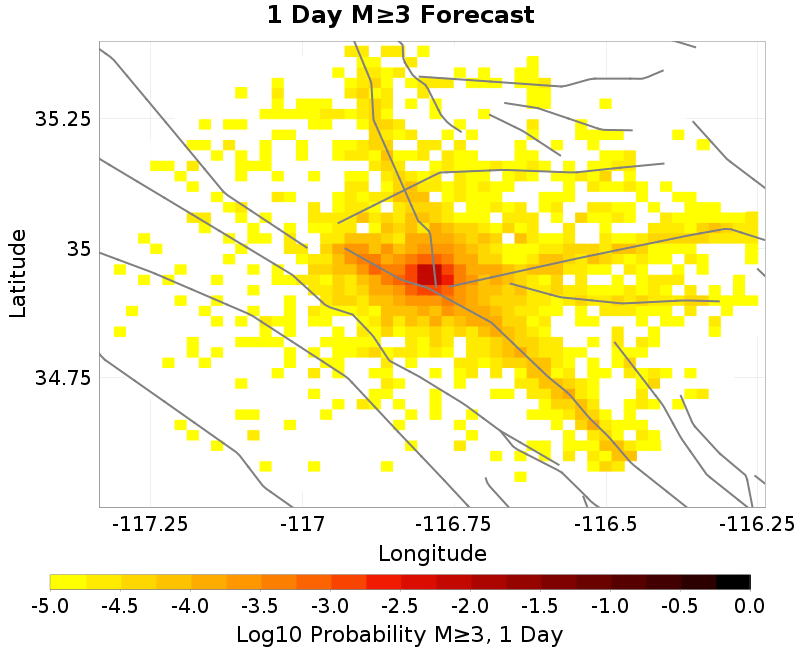 1 Day M≥3 Forecast
35.25
35
34.75
Latitude
-117.25 -117 -116.75 -116.5 -116.25
Longitude
-5.0 -4.5 -4.0 -3.5 -3.0 -2.5 -2.0 -1.5 -1.0 -0.5 0.0
Log10 Probability M≥3, 1 Day